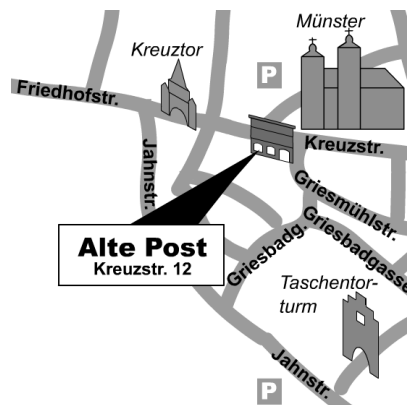 Münster
Kreuztor
P
Friedhofstr.
Kreuzstr.
Jahnstr.
Griesmühlstr.
Griesbadg.
Griesbadgasse
Alte Post
Kreuzstr. 12
Taschentor-
turm
Jahnstr.
P